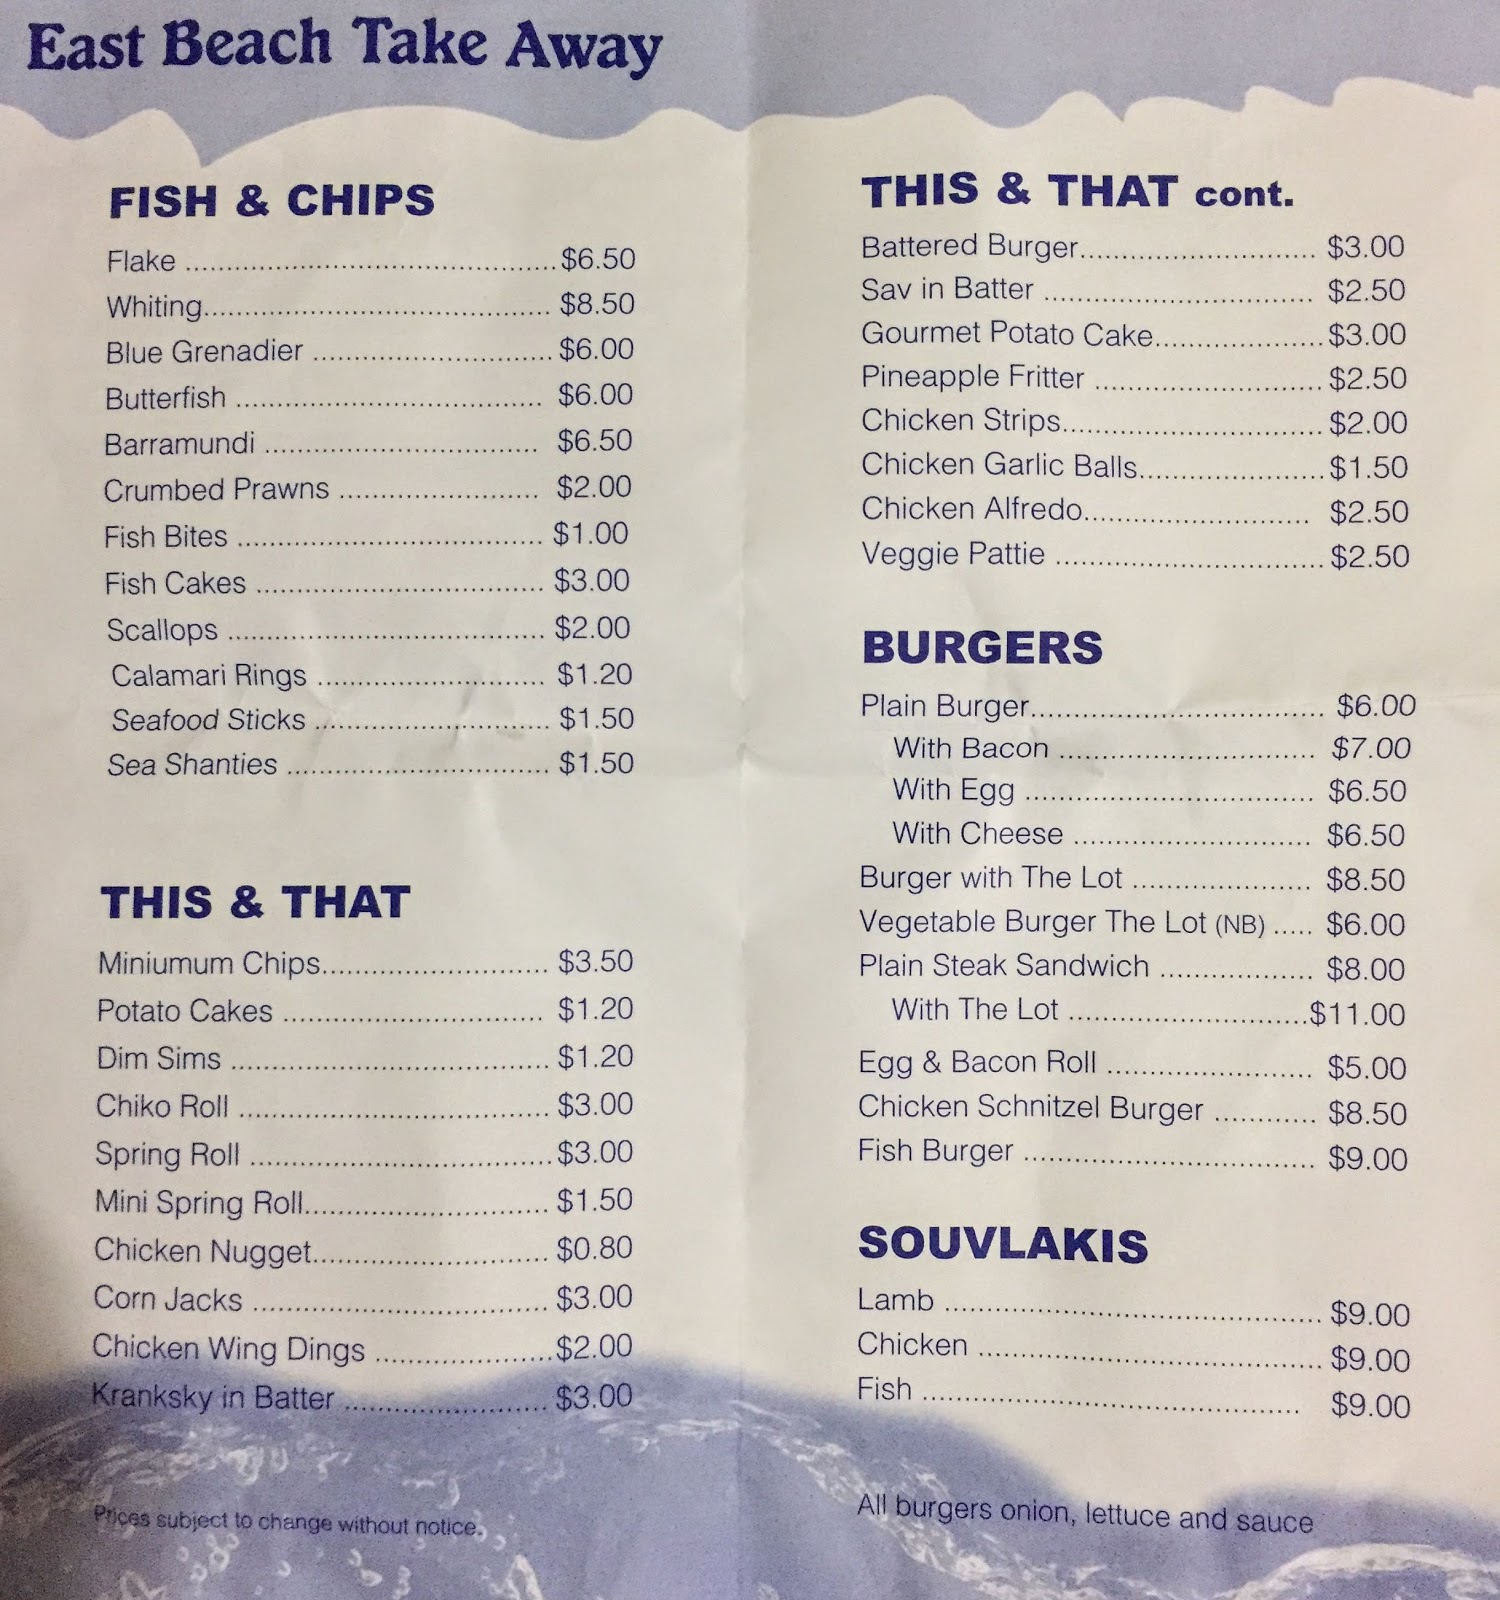 East Beach Take Away
FISH & CHIPS
Flake ............................................. $6.50
Whiting.......................................... $8.50
Blue Grenadier ............................. $6.00
Butterfish ..................................... $6.00
Barramundi ................................. $6.50
Crumbed Prawns ........................ $2.00
Fish Bites ..................................... $1.00
Fish Cakes ................................... $3.00
Scallops ...................................... $2.00
Calamari Rings ............................ $1.20
Seafood Sticks ............................ $1.50
Sea Shanties ................................ $1.50
THIS & THAT
Miniumum Chips........................... $3.50
Potato Cakes ............................... $1.20
Dim Sims ...................................... $1.20
Chiko Roll ..................................... $3.00
Spring Roll .................................... $3.00
Mini Spring Roll............................. $1.50
Chicken Nugget............................ $0.80
Corn Jacks ................................... $3.00
Chicken Wing Dings ..................... $2.00
Kranksky in Batter ........................ $3.00
Prices subject to change without notice.
THIS & THAT cont.
Battered Burger............................ $3.00
Sav in Batter ................................ $2.50
Gourmet Potato Cake.................... $3.00
Pineapple Fritter ........................... $2.50
Chicken Strips............................... $2.00
Chicken Garlic Balls...................... $1.50
Chicken Alfredo........................... $2.50
Veggie Pattie ................................ $2.50
BURGERS
Plain Burger................................... $6.00
With Bacon ............................... $7.00
With Egg ................................... $6.50
With Cheese ............................. $6.50
Burger with The Lot ..................... $8.50
Vegetable Burger The Lot (NB) ..... $6.00
Plain Steak Sandwich .................. $8.00
With The Lot ............................. $11.00
Egg & Bacon Roll ......................... $5.00
Chicken Schnitzel Burger ............ $8.50
Fish Burger ................................... $9.00
SOUVLAKIS
Lamb ............................................. $9.00
Chicken ......................................... $9.00
Fish ............................................. $9.00
All burgers onion, lettuce and sauce